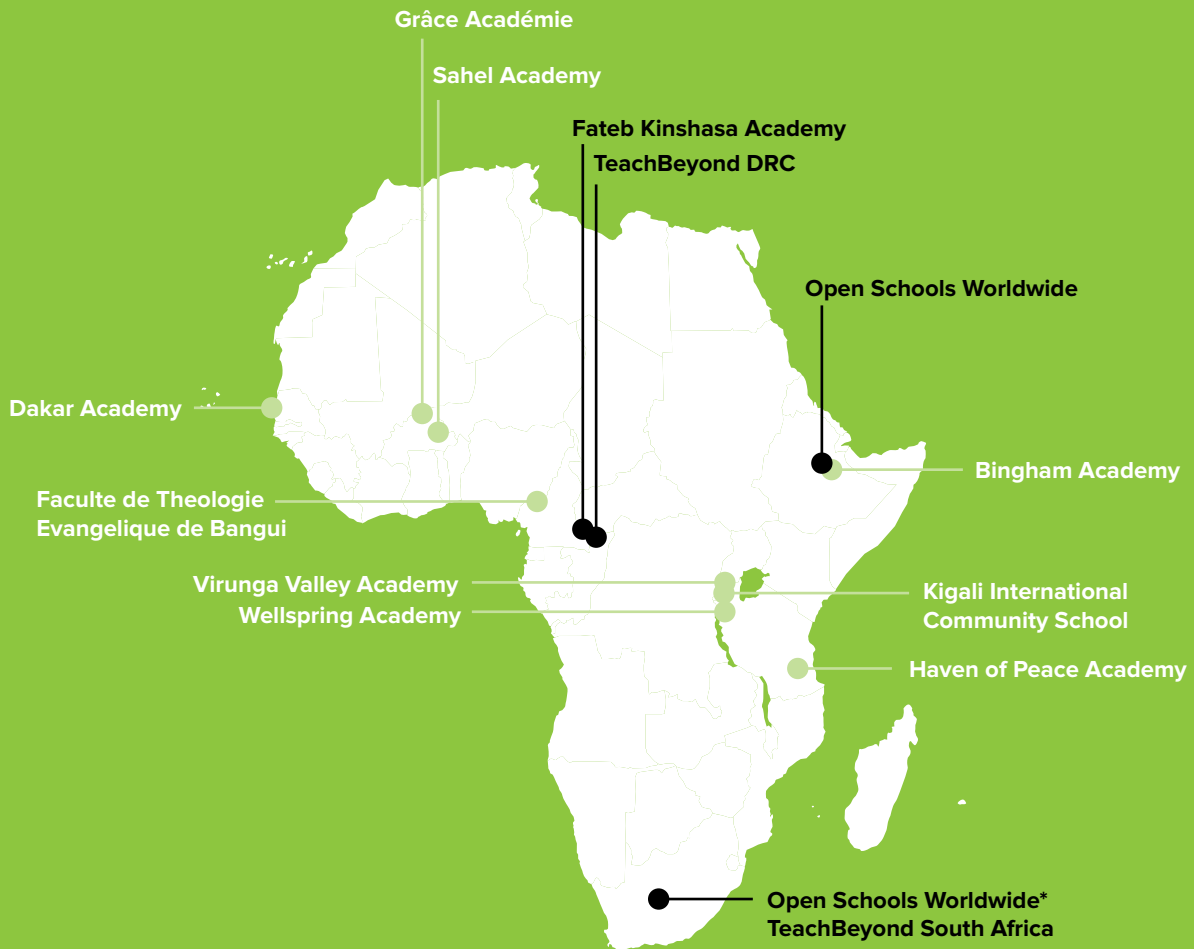 Grâce Académie
Sahel Academy
Fateb Kinshasa Academy
TeachBeyond DRC
Open Schools Worldwide
Dakar Academy
Bingham Academy
Faculte de Theologie
Evangelique de Bangui
Virunga Valley Academy
Wellspring Academy
Kigali International
Community School
Haven of Peace Academy
Open Schools Worldwide*
TeachBeyond South Africa